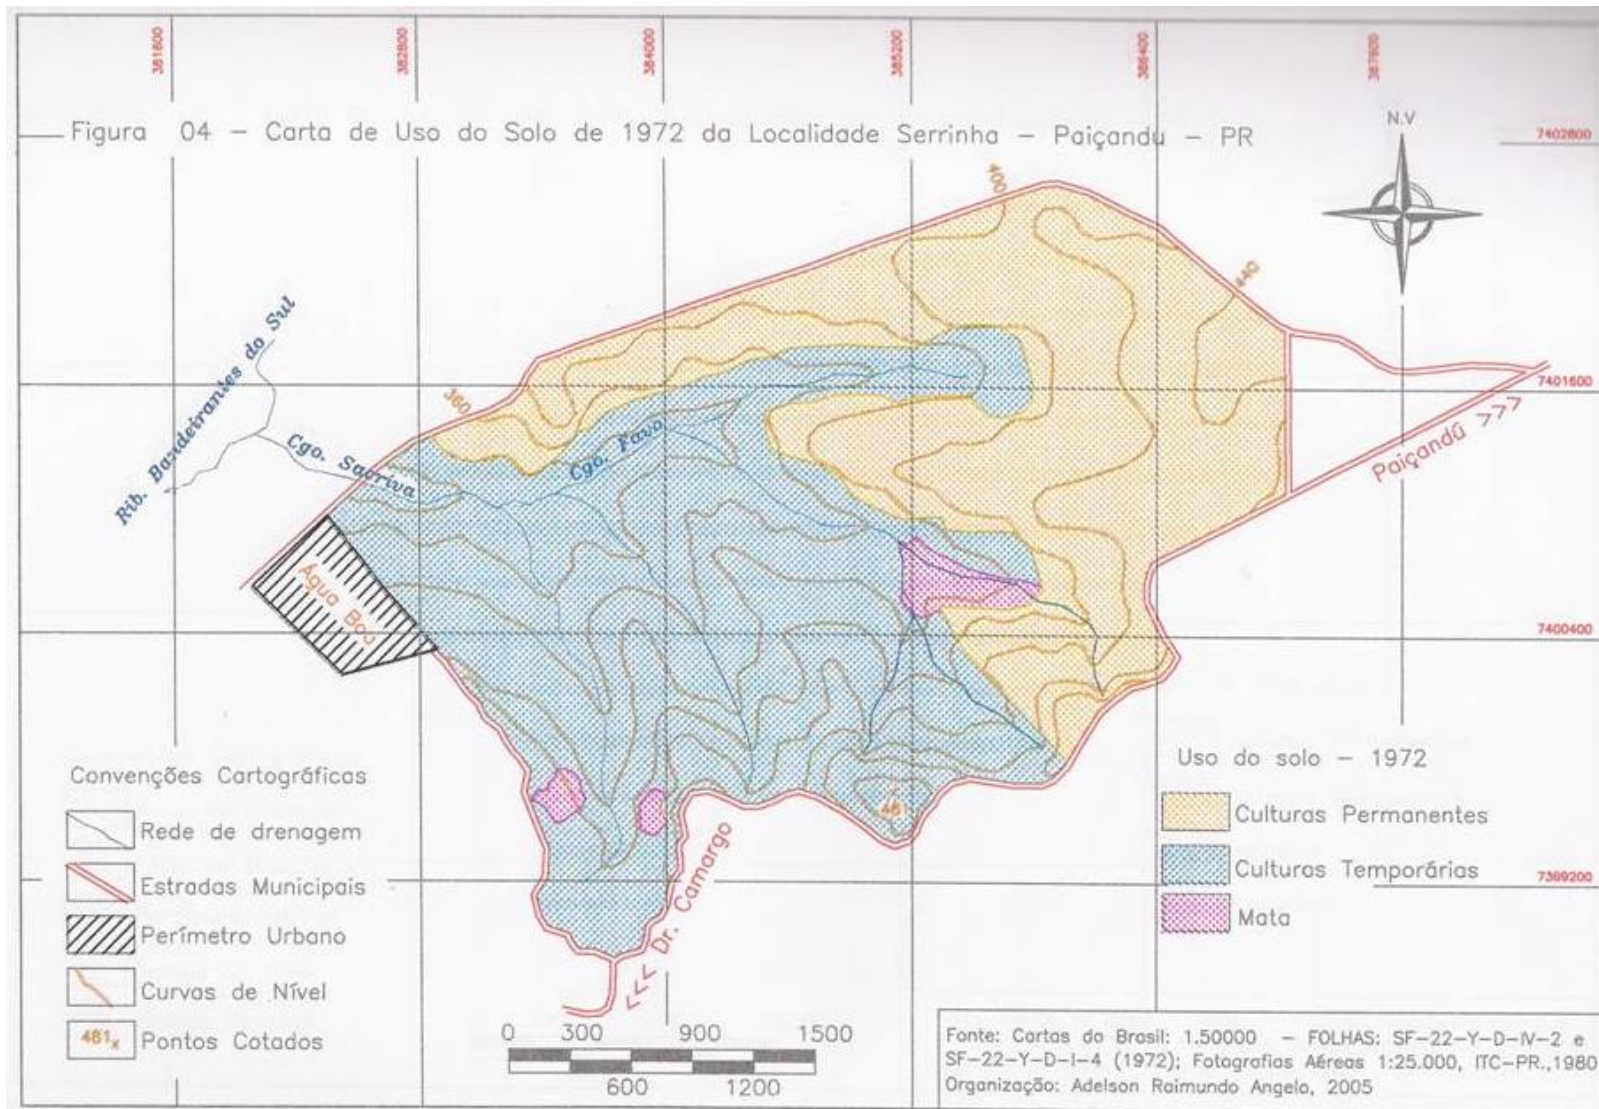 381600
382800
384000
385200
386400
387600
Figura 04 – Carta de Uso do Solo de 1972 da Localidade Serrinha – Paiçandu – PR
N.V
7402800
400
440
Rib. Bandeirantes do Sul
360
7401600
Cgo. Sacriva
Cgo. Favo
Paiçandú >>>
Água Boa
7400400
Convenções Cartográficas
Rede de drenagem
Estradas Municipais
Perímetro Urbano
Curvas de Nível
481x Pontos Cotados
481
<<< Dr. Camargo
Uso do solo – 1972
Culturas Permanentes
Culturas Temporárias
Mata
7399200
0 300 900 1500
600 1200
Fonte: Cartas do Brasil: 1.50000 – FOLHAS: SF-22-Y-D-IV-2 e
SF-22-Y-D-I-4 (1972); Fotografias Aéreas 1:25.000, ITC-PR.,1980
Organização: Adelson Raimundo Angelo, 2005